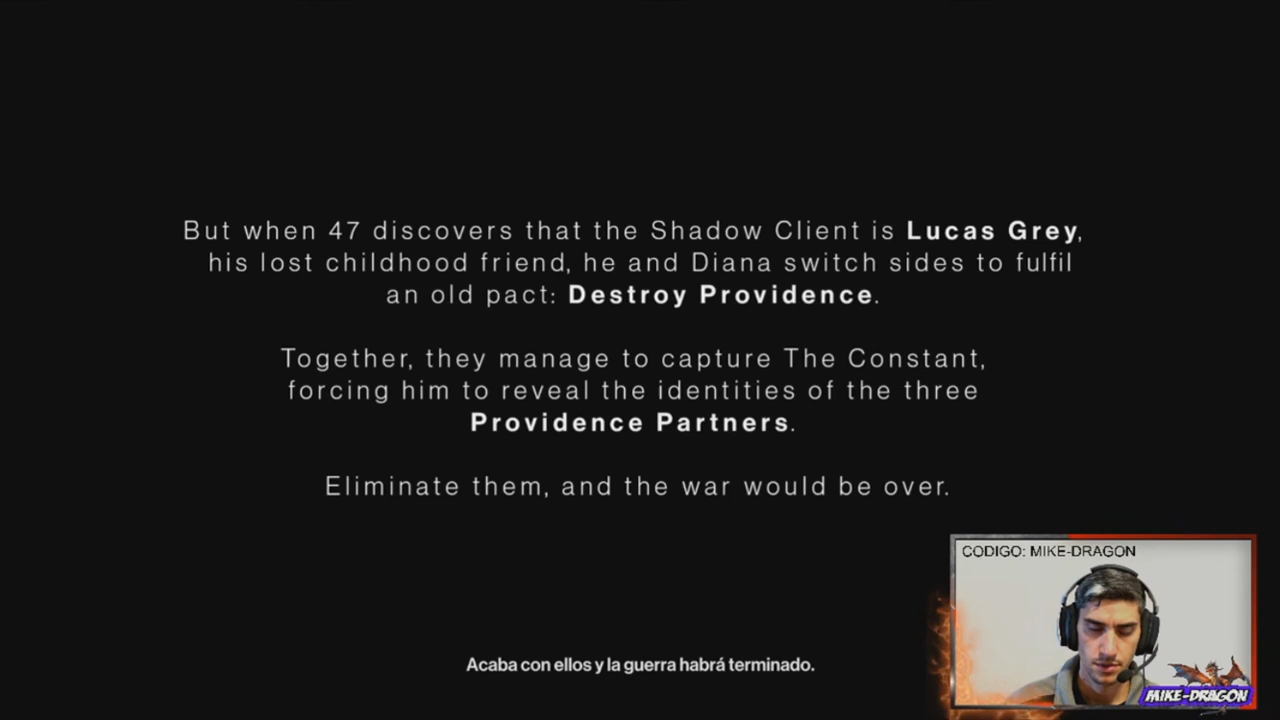 But when 47 discovers that the Shadow Client is Lucas Grey,
his lost childhood friend, he and Diana switch sides to fulfil
an old pact: Destroy Providence.
Together, they manage to capture The Constant,
forcing him to reveal the identities of the three
Providence Partners.
Eliminate them, and the war would be over.
CODIGO: MIKE-DRAGON
MIKE-DRAGON
Acaba con ellos y la guerra habrá terminado.